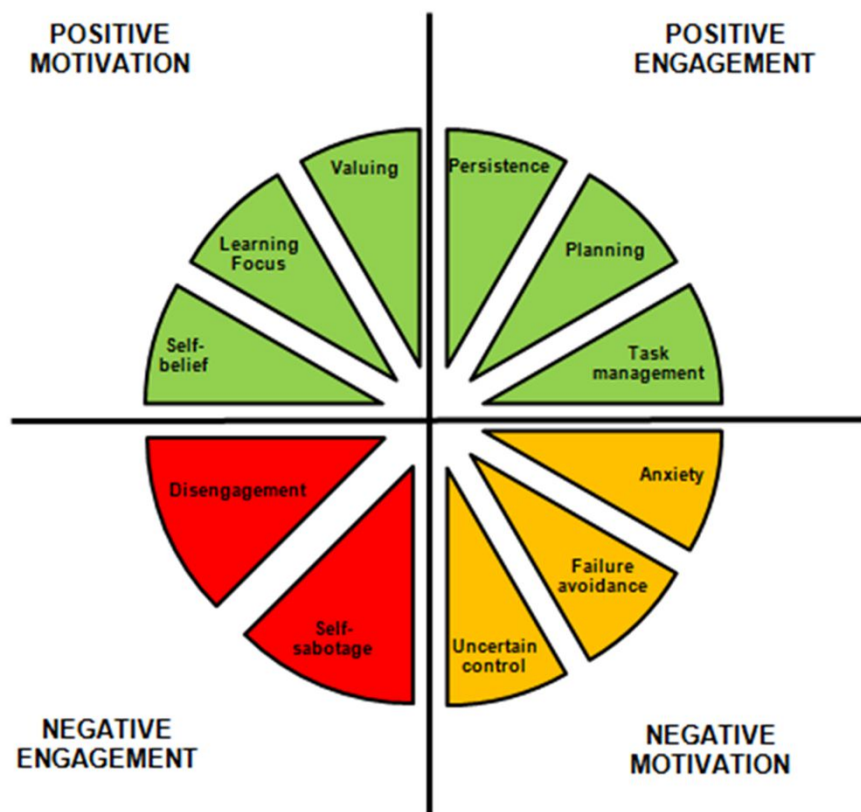 POSITIVE
MOTIVATION
POSITIVE
ENGAGEMENT
Valuing
Persistence
Learning
Focus
Planning
Self-
belief
Task
management
Disengagement
Anxiety
Self-
sabotage
Failure
avoidance
Uncertain
control
NEGATIVE
ENGAGEMENT
NEGATIVE
MOTIVATION